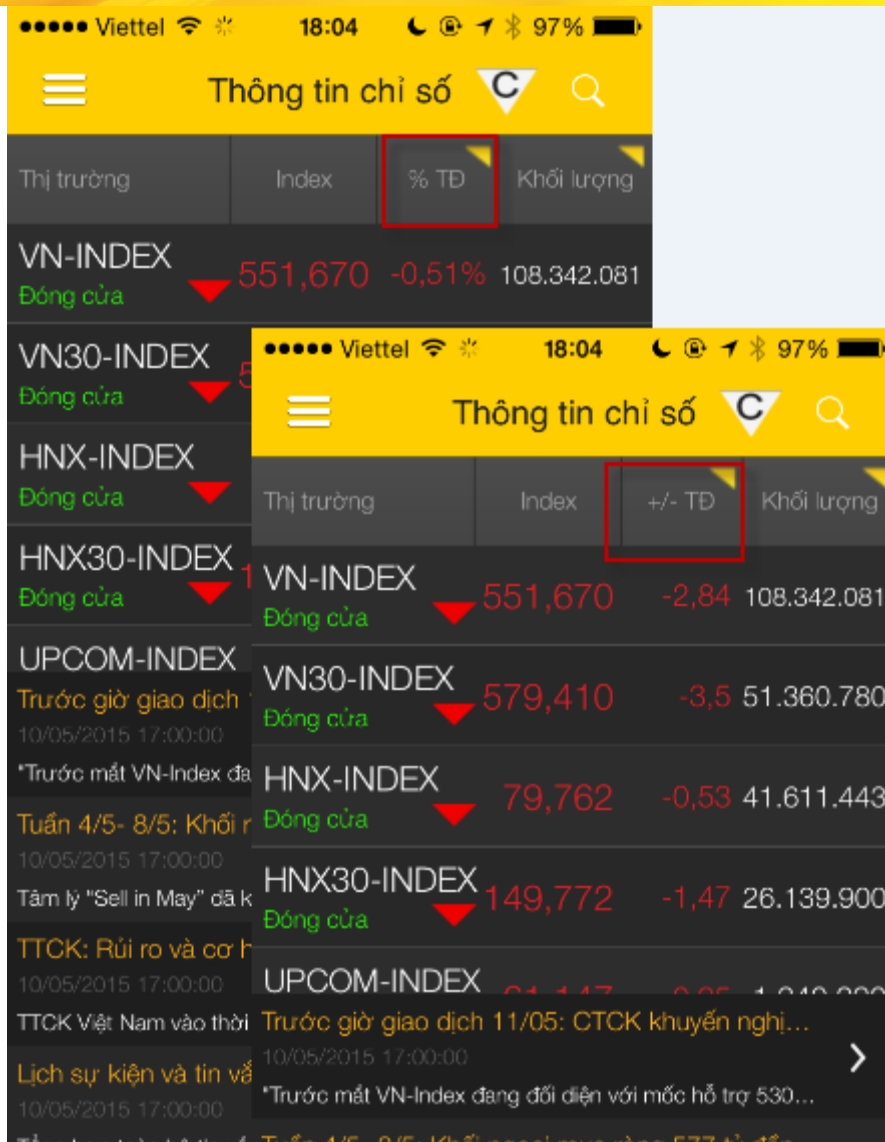 Viettel 18:04 97%
Thông tin chỉ số C
Thị trường Index % TĐ Khối lượng
VN-INDEX
Đóng cửa
551,670 -0,51% 108.342.081
VN30-INDEX
Đóng cửa
HNX-INDEX
Đóng cửa
HNX30-INDEX
Đóng cửa
UPCOM-INDEX
Trước giờ giao dịch
10/05/2015 17:00:00
"Trước mắt VN-Index
Tuần 4/5- 8/5: Khối
10/05/2015 17:00:00
Tâm lý "Sell in May" đã
TTCK: Rủi ro và cơ
10/05/2015 17:00:00
TTCK Việt Nam vào thời
Lịch sự kiện và tin
10/05/2015 17:00:00
Viettel 18:04 97%
Thông tin chỉ số C
Thị trường Index +/- TĐ Khối lượng
VN-INDEX
Đóng cửa
551,670 -2,84 108.342.081
VN30-INDEX
Đóng cửa
579,410 -3,5 51.360.780
HNX-INDEX
Đóng cửa
79,762 -0,53 41.611.443
HNX30-INDEX
Đóng cửa
149,772 -1,47 26.139.900
UPCOM-INDEX
Trước giờ giao dịch 11/05: CTCK khuyến nghị...
10/05/2015 17:00:00
"Trước mắt VN-Index đang đối diện với mốc hỗ trợ 530...